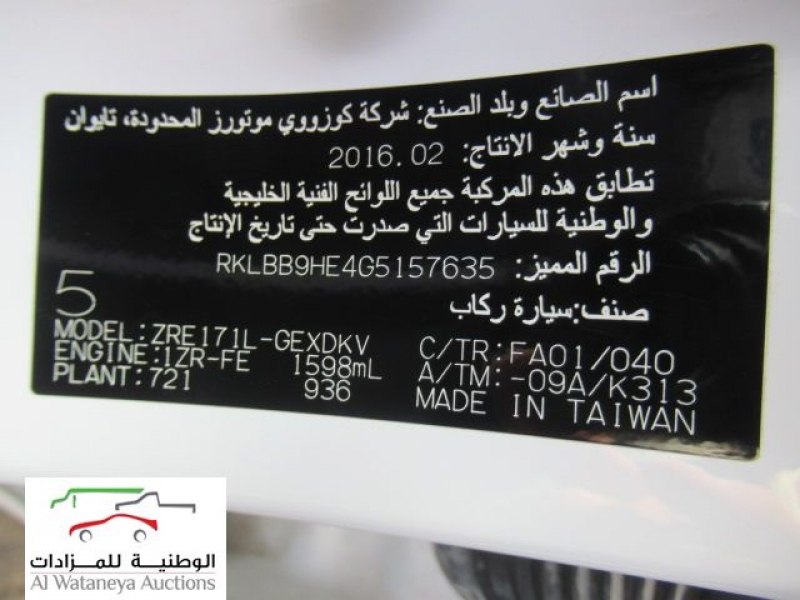 اسم الصانع وبلد الصنع: شركة كوزووي موتورز المحدودة، تايوان
سنة وشهر الانتاج: 2016.02
تطابق هذه المركبة جميع اللوائح الفنية الخليجية
والوطنية للسيارات التي صدرت حتى تاريخ الإنتاج
الرقم المميز: RKLBB9HE4G5157635
صنف:سيارة ركاب
5
MODEL:ZRE171L-GEXDKV
ENGINE:1ZR-FE 1598mL
PLANT:721 936
C/TR:FA01/040
A/TM:-09A/K313
MADE IN TAIWAN
الوطنية للمزادات
Al Wataneya Auctions